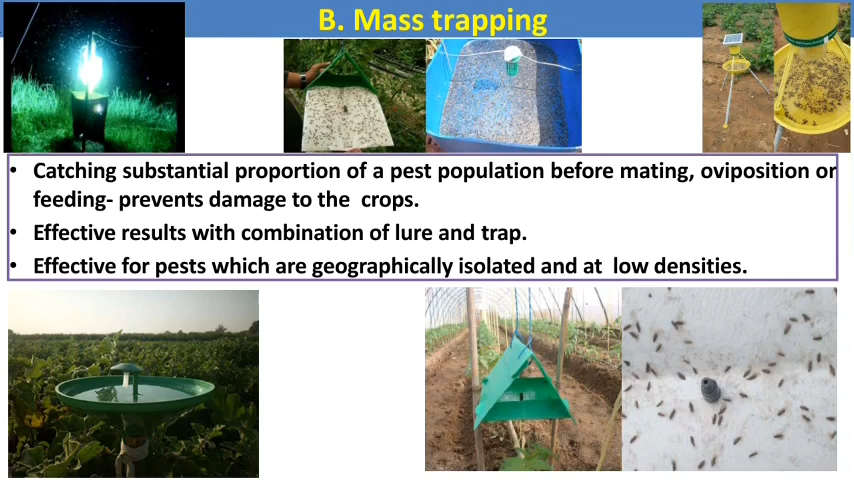 B. Mass trapping
• Catching substantial proportion of a pest population before mating, oviposition or
feeding- prevents damage to the  crops.
• Effective results with combination of lure and trap.
• Effective for pests which are geographically isolated and at  low densities.